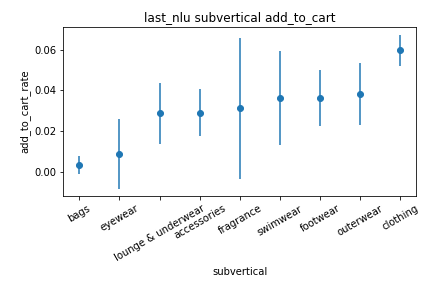 last_nlu subvertical add_to_cart
add_to_cart_rate
0.06
0.04
0.02
0.00
bags
eyewear
lounge & underwear
accessories
fragrance
swimwear
footwear
outerwear
clothing
subvertical